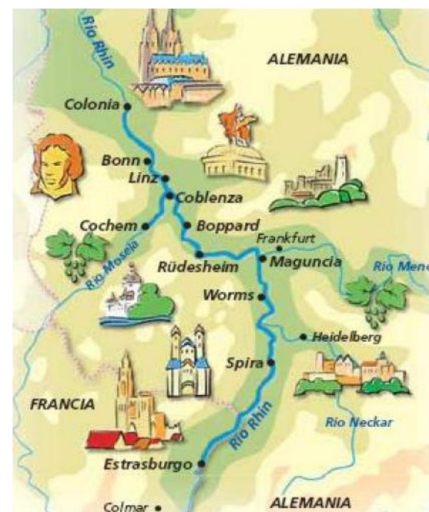 Río Rhin
ALEMANIA
Colonia
Bonn
Linz
Coblenza
Cochem
Boppard
Frankfurt
Río Mosela
Rüdesheim
Maguncia
Río Meno
Worms
Heidelberg
Spira
FRANCIA
Río Rhin
Río Neckar
Estrasburgo
Colmar
ALEMANIA